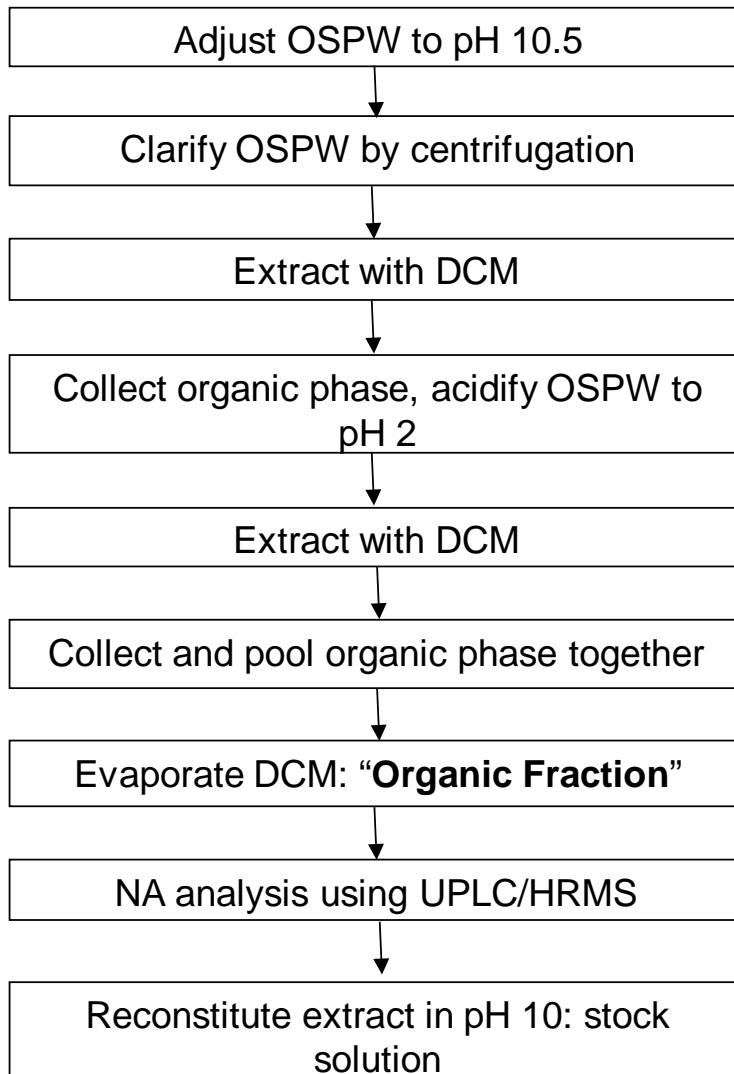 Adjust OSPW to pH 10.5
Clarify OSPW by centrifugation
Extract with DCM
Collect organic phase, acidify OSPW to
pH 2
Extract with DCM
Collect and pool organic phase together
Evaporate DCM: “Organic Fraction”
NA analysis using UPLC/HRMS
Reconstitute extract in pH 10: stock
solution